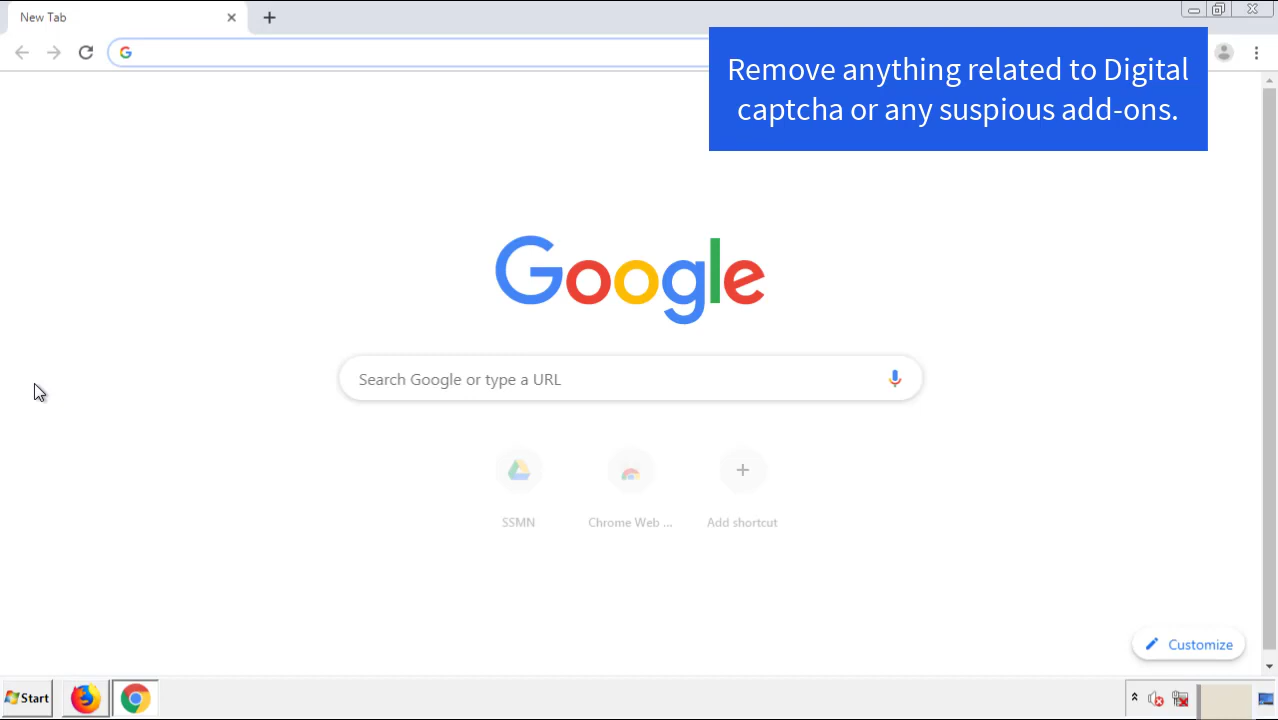 New Tab
Remove anything related to Digital
captcha or any suspious add-ons.
Google
Search Google or type a URL
SSMN
Chrome Web ...
Add shortcut
Customize
Start